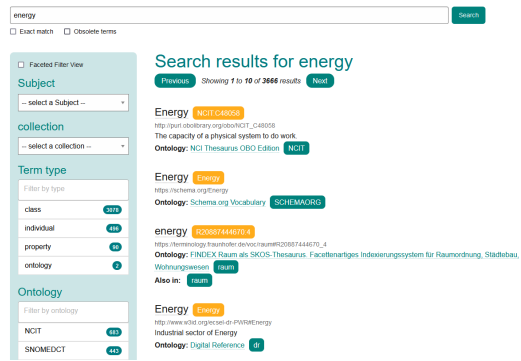 energy
Search
Exact match
Obsolete terms
Faceted Filter View
Subject
-- select a Subject --
collection
-- select a collection --
Term type
Filter by type
class 3078
individual 496
property 90
ontology 2
Ontology
Filter by ontology
NCIT 683
SNOMEDCT 443
Search results for energy
Previous Showing 1 to 10 of 3666 results Next
Energy NCIT:C48058
http://purl.obolibrary.org/obo/NCIT_C48058
The capacity of a physical system to do work.
Ontology: NCI Thesaurus OBO Edition NCIT
Energy Energy
https://schema.org/Energy
Ontology: Schema org Vocabulary SCHEMAORG
energy R20887444670:4
https://terminology.fraunhofer.de/voc/raum#R20887444670_4
Ontology: FINDEX Raum als SKOS-Thesaurus. Facettenartiges Indexierungssystem für Raumordnung, Städtebau,
Wohnungswesen raum
Also in: raum
Energy Energy
http://www.w3id.org/ecsel-dr-PWR#Energy
Industrial sector of Energy
Ontology: Digital Reference dr